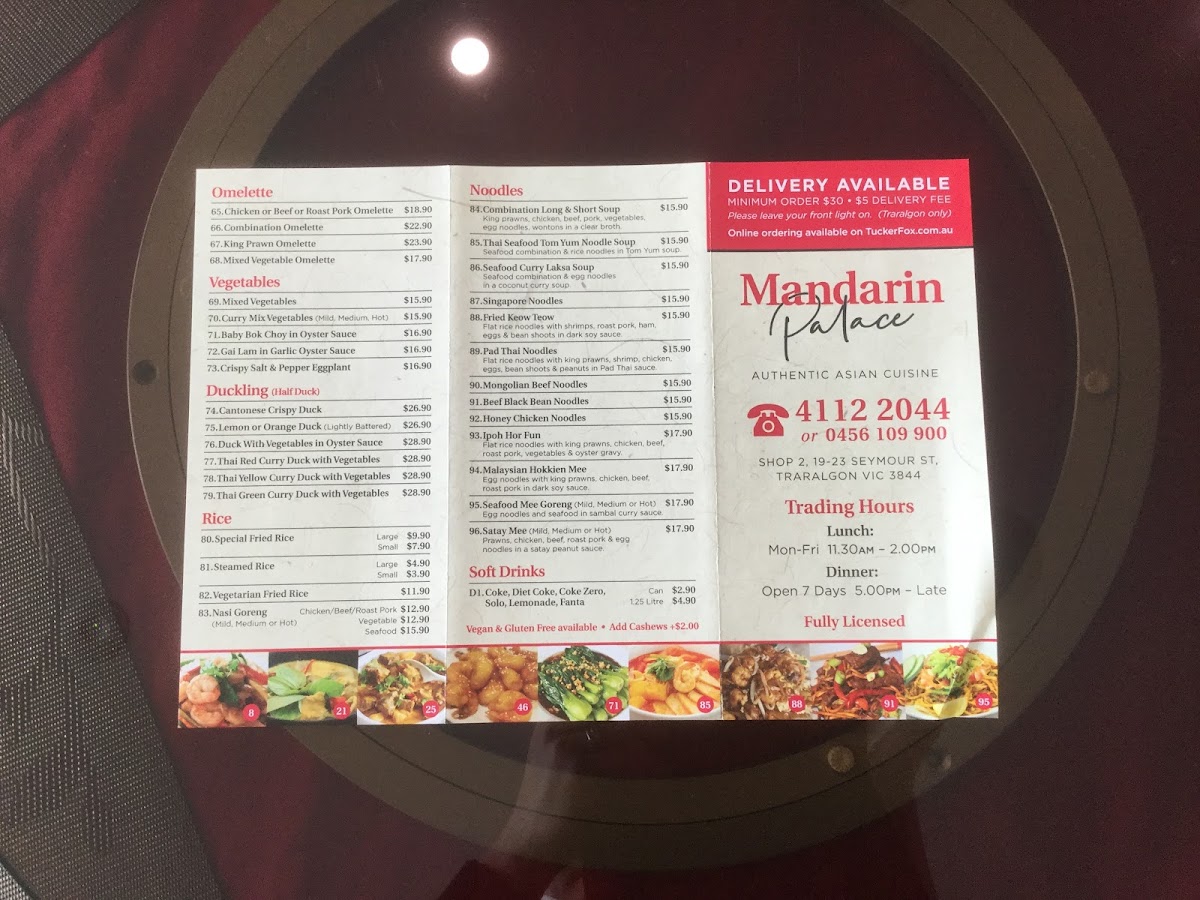 Omelette
65. Chicken or Beef or Roast Pork Omelette $18.90
66. Combination Omelette $22.90
67. King Prawn Omelette $23.90
68. Mixed Vegetable Omelette $17.90
Vegetables
69. Mixed Vegetables $15.90
70. Curry Mix Vegetables (Mild, Medium, Hot) $15.90
71. Baby Bok Choy in Oyster Sauce $16.90
72. Gai Lam in Garlic Oyster Sauce $16.90
73. Crispy Salt & Pepper Eggplant $16.90
Duckling (Half Duck)
74. Cantonese Crispy Duck $26.90
75. Lemon or Orange Duck (Lightly Battered) $26.90
76. Duck With Vegetables in Oyster Sauce $28.90
77. Thai Red Curry Duck with Vegetables $28.90
78. Thai Yellow Curry Duck with Vegetables $28.90
79. Thai Green Curry Duck with Vegetables $28.90
Rice
80. Special Fried Rice Large $9.90
Small $7.90
81. Steamed Rice Large $4.90
Small $3.90
82. Vegetarian Fried Rice $11.90
83. Nasi Goreng Chicken/Beef/Roast Pork $12.90
(Mild, Medium or Hot) Vegetable $12.90
Seafood $15.90
Noodles
84. Combination Long & Short Soup $15.90
King prawns, chicken, beef, pork, vegetables,
egg noodles, wontons in a clear broth.
85. Thai Seafood Tom Yum Noodle Soup $15.90
Seafood combination & rice noodles in Tom Yum soup.
86. Seafood Curry Laksa Soup $15.90
Seafood combination & egg noodles
in a coconut curry soup.
87. Singapore Noodles $15.90
88. Fried Keow Teow $15.90
Flat rice noodles with shrimps, roast pork, ham,
eggs & bean shoots in dark soy sauce.
89. Pad Thai Noodles $15.90
Flat rice noodles with king prawns, shrimp, chicken,
eggs, bean shoots & peanuts in Pad Thai sauce.
90. Mongolian Beef Noodles $15.90
91. Beef Black Bean Noodles $15.90
92. Honey Chicken Noodles $15.90
93. Ipoh Hor Fun $17.90
Flat rice noodles with king prawns, chicken, beef,
roast pork, vegetables & oyster gravy.
94. Malaysian Hokkien Mee $17.90
Egg noodles with king prawns, chicken, beef,
roast pork in dark soy sauce.
95. Seafood Mee Goreng (Mild, Medium or Hot) $17.90
Egg noodles and seafood in sambal curry sauce.
96. Satay Mee (Mild, Medium or Hot) $17.90
Prawns, chicken, beef, roast pork & egg
noodles in a satay peanut sauce.
Soft Drinks
D1. Coke, Diet Coke, Coke Zero, Can $2.90
Solo, Lemonade, Fanta 1.25 Litre $4.90
Vegan & Gluten Free available • Add Cashews +$2.00
DELIVERY AVAILABLE
MINIMUM ORDER $30 • $5 DELIVERY FEE
Please leave your front light on. (Traralgon only)
Online ordering available on TuckerFox.com.au
Mandarin
Palace
AUTHENTIC ASIAN CUISINE
4112 2044
or 0456 109 900
SHOP 2, 19-23 SEYMOUR ST,
TRARALGON VIC 3844
Trading Hours
Lunch:
Mon-Fri 11.30AM – 2.00PM
Dinner:
Open 7 Days 5.00PM – Late
Fully Licensed
8 21 25 46 71 85 88 91 95